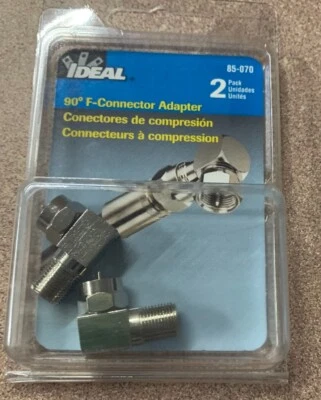 IDEAL
85-070
2 Pack
Unidades
Unités
90° F-Connector Adapter
Conectores de compresión
Connecteurs à compression